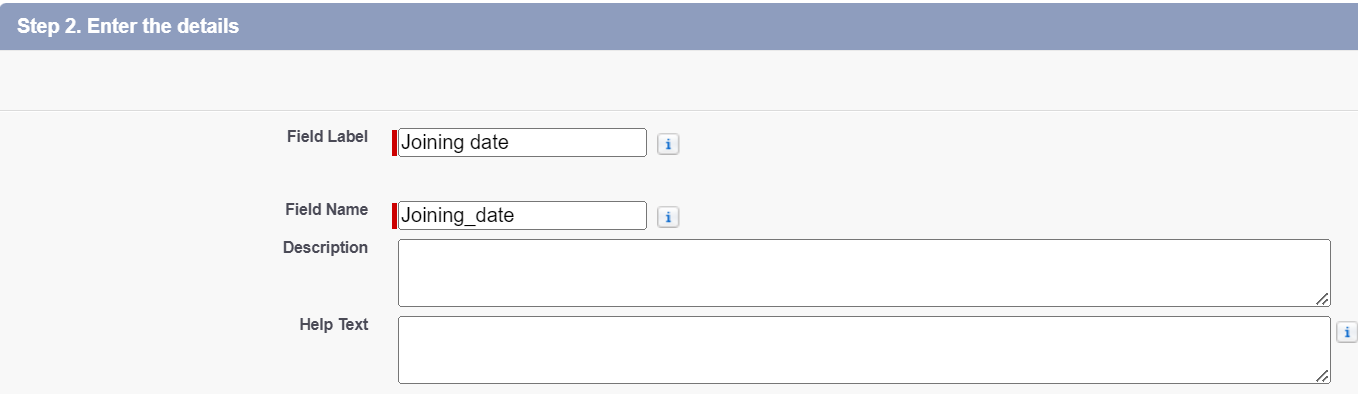 Step 2. Enter the details
Field Label Joining date i
Field Name Joining_date i
Description
Help Text i